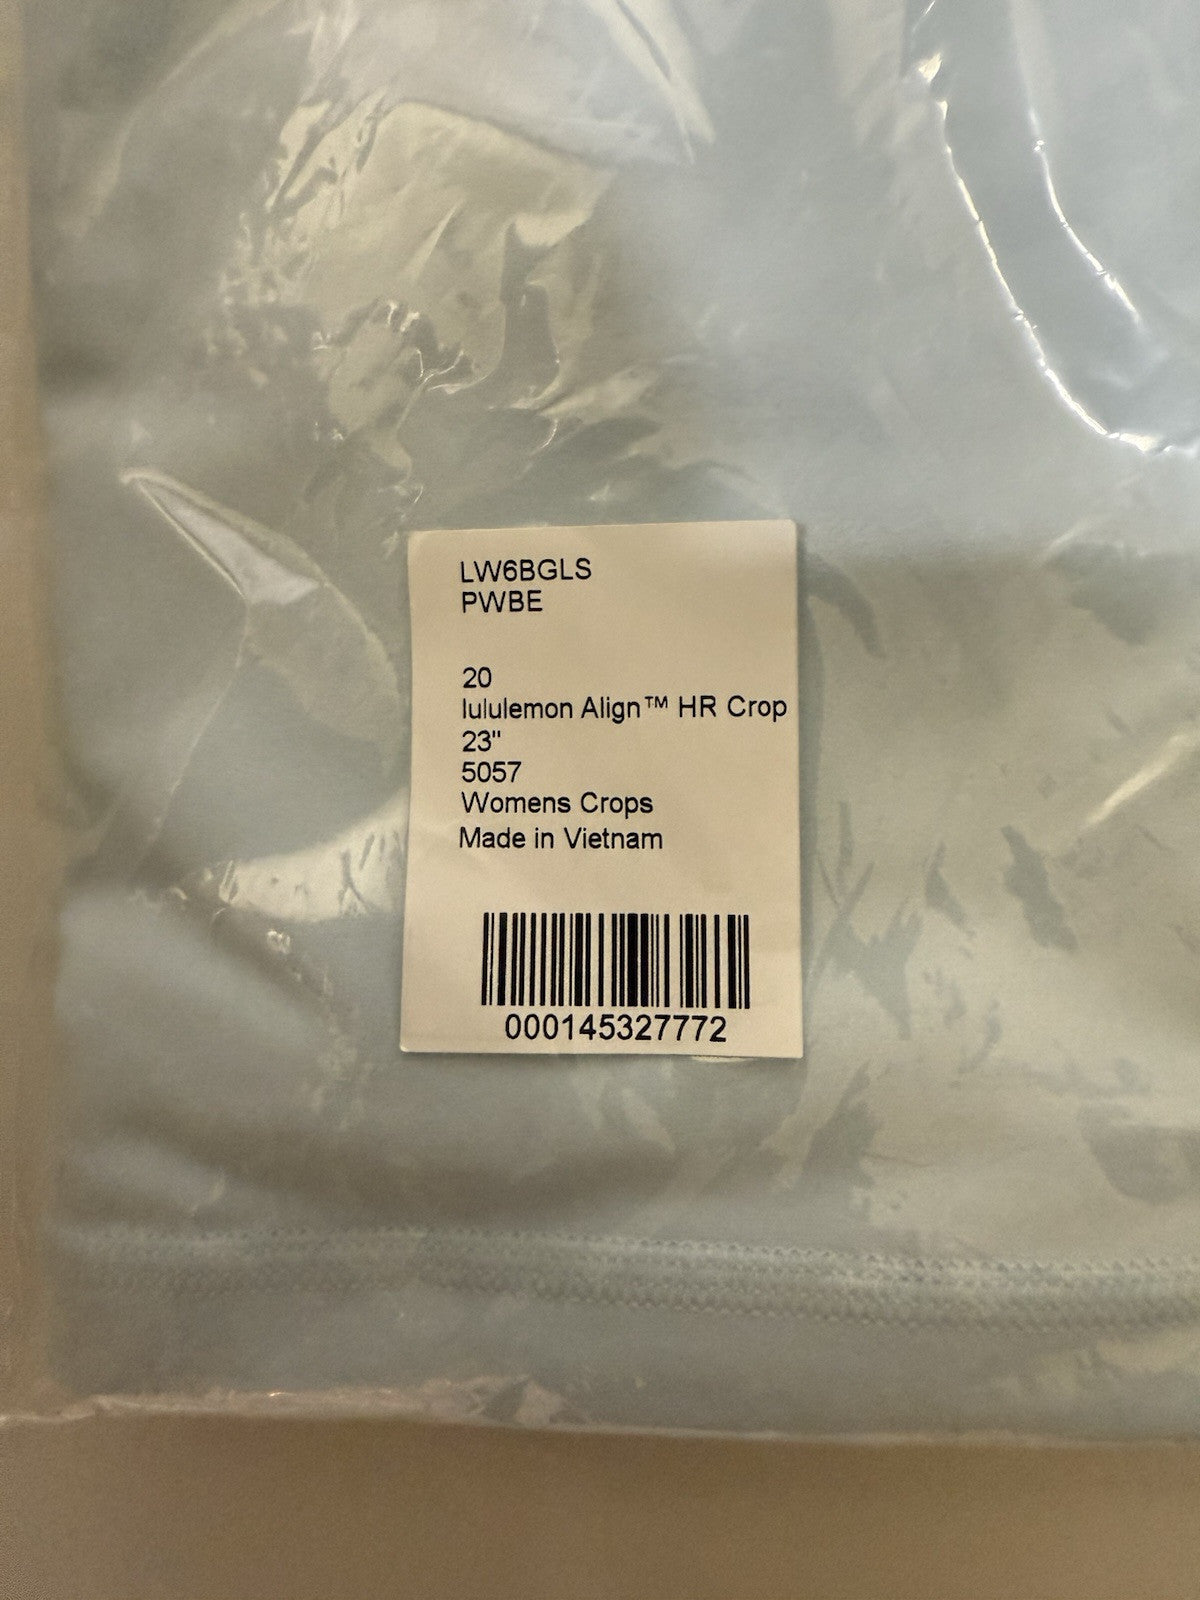 LW6BGLS
PWBE
20
lululemon Align™ HR Crop
23"
5057
Womens Crops
Made in Vietnam
000145327772